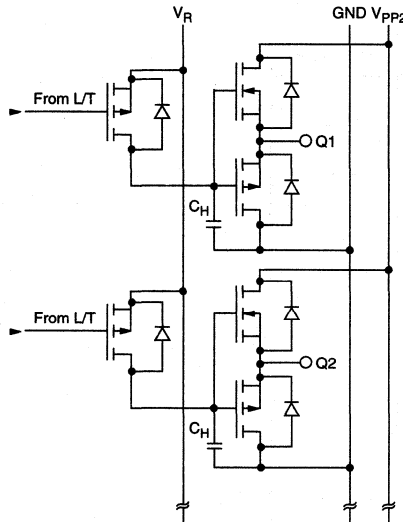 V_R GND V_PP2
From L/T
Q1
C_H
From L/T
Q2
C_H